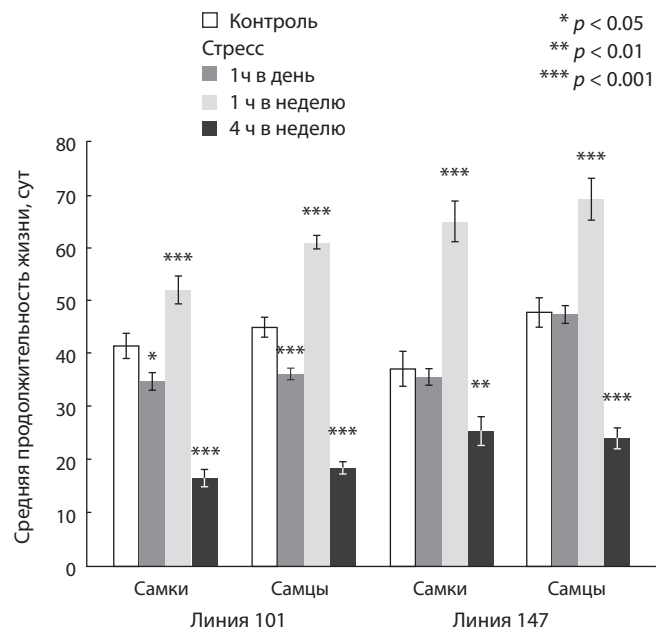 Контроль
Стресс
1ч в день
1 ч в неделю
4 ч в неделю
* p < 0.05
** p < 0.01
*** p < 0.001
Средняя продолжительность жизни, сут
80
70
60
50
40
30
20
10
0
***
***
***
***
*
***
**
***
***
***
Самки
Самцы
Самки
Самцы
Линия 101
Линия 147